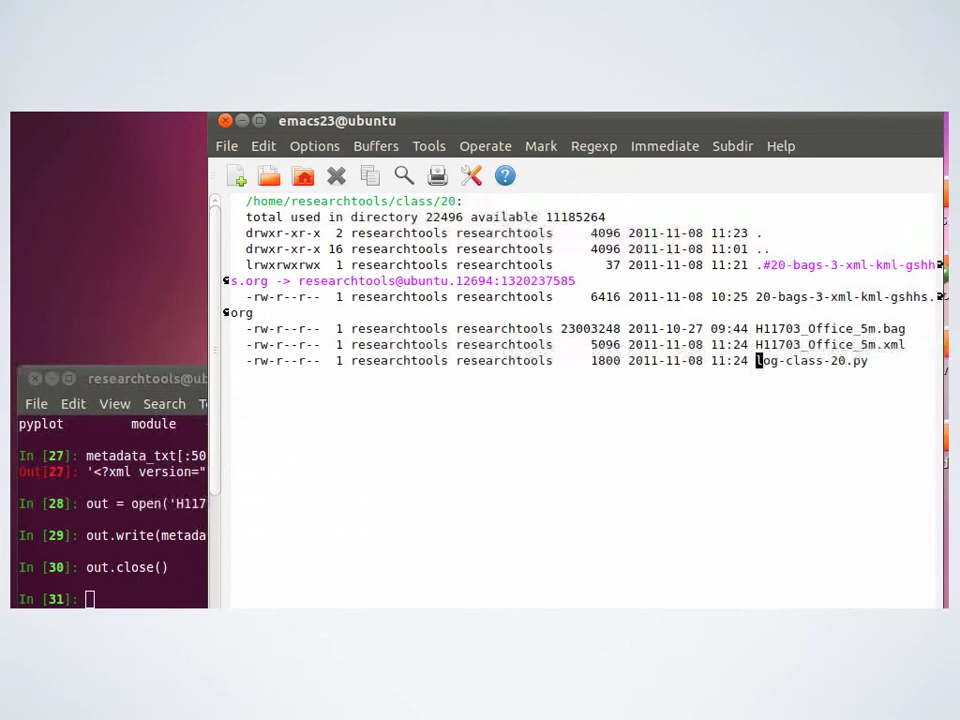 emacs23@ubuntu
File Edit Options Buffers Tools Operate Mark Regexp Immediate Subdir Help
/home/researchtools/class/20:
total used in directory 22496 available 11185264
drwxr-xr-x 2 researchtools researchtools 4096 2011-11-08 11:23 .
drwxr-xr-x 16 researchtools researchtools 4096 2011-11-08 11:01 ..
lrwxrwxrwx 1 researchtools researchtools 37 2011-11-08 11:21 .#20-bags-3-xml-kml-gshh
s.org -> researchtools@ubuntu.12694:1320237585
-rw-r--r-- 1 researchtools researchtools 6416 2011-11-08 10:25 20-bags-3-xml-kml-gshhs.
org
-rw-r--r-- 1 researchtools researchtools 23003248 2011-10-27 09:44 H11703_Office_5m.bag
-rw-r--r-- 1 researchtools researchtools 5096 2011-11-08 11:24 H11703_Office_5m.xml
-rw-r--r-- 1 researchtools researchtools 1800 2011-11-08 11:24 log-class-20.py
researchtools@ub
File Edit View Search T
pyplot module
In [27]: metadata_txt[:50
Out[27]: '<?xml version="
In [28]: out = open('H117
In [29]: out.write(metada
In [30]: out.close()
In [31]: